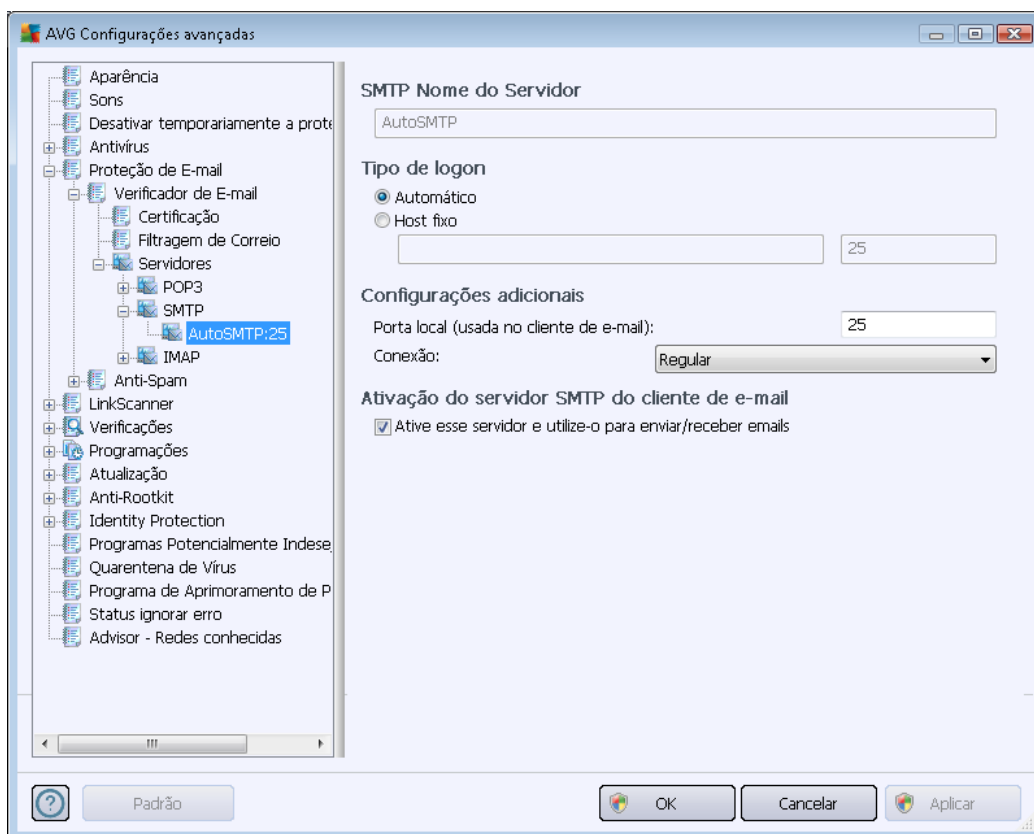 AVG Configurações avançadas
Aparência
Sons
Desativar temporariamente a prote
Antivírus
Proteção de E-mail
Verificador de E-mail
Certificação
Filtragem de Correio
Servidores
POP3
SMTP
AutoSMTP:25
IMAP
Anti-Spam
LinkScanner
Verificações
Programações
Atualização
Anti-Rootkit
Identity Protection
Programas Potencialmente Indese
Quarentena de Vírus
Programa de Aprimoramento de P
Status ignorar erro
Advisor - Redes conhecidas
SMTP Nome do Servidor
AutoSMTP
Tipo de logon
Automático
Host fixo
25
Configurações adicionais
Porta local (usada no cliente de e-mail): 25
Conexão: Regular
Ativação do servidor SMTP do cliente de e-mail
Ative esse servidor e utilize-o para enviar/receber emails
Padrão OK Cancelar Aplicar